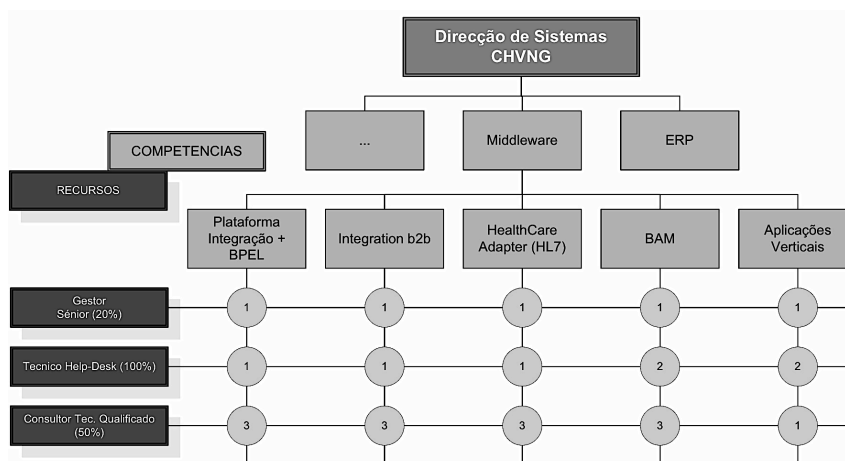 Direcção de Sistemas
CHVNG
...
Middleware
ERP
COMPETENCIAS
RECURSOS
Plataforma
Integração +
BPEL
Integration b2b
HealthCare
Adapter (HL7)
BAM
Aplicações
Verticais
Gestor
Sénior (20%)
1
1
1
1
1
Tecnico Help-Desk (100%)
1
1
1
2
2
Consultor Tec. Qualificado
(50%)
3
3
3
3
1